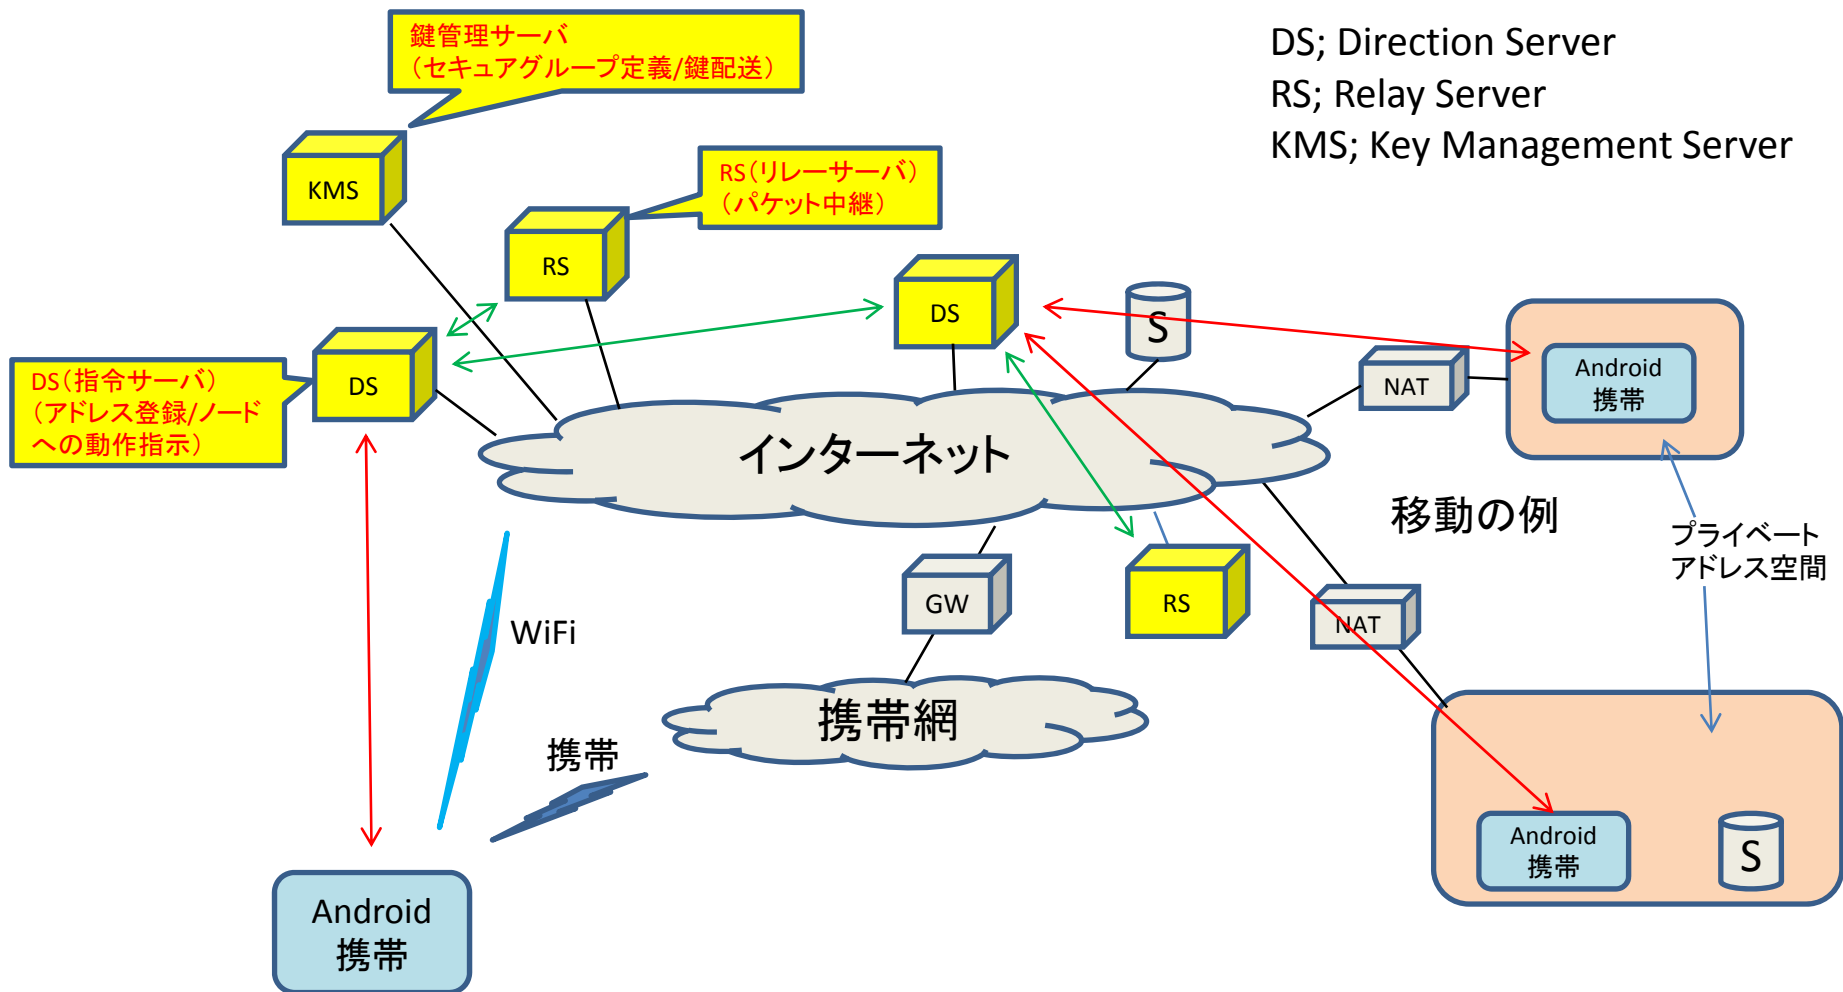 鍵管理サーバ
（セキュアグループ定義/鍵配送）
DS; Direction Server
RS; Relay Server
KMS; Key Management Server
KMS
RS（リレーサーバ）
（パケット中継）
RS
DS
S
DS（指令サーバ）
（アドレス登録/ノード
への動作指示）
DS
NAT
Android
携帯
インターネット
移動の例
プライベート
アドレス空間
GW
RS
NAT
WiFi
携帯網
携帯
Android
携帯
S
Android
携帯